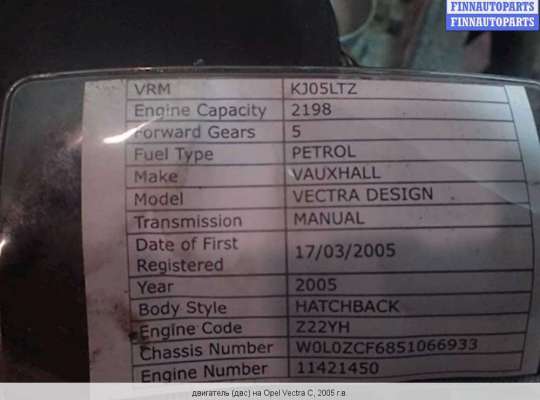 FINNAUTOPARTS
FINNAUTOPARTS
VRM KJ05LTZ
Engine Capacity 2198
Forward Gears 5
Fuel Type PETROL
Make VAUXHALL
Model VECTRA DESIGN
Transmission MANUAL
Date of First
Registered 17/03/2005
Year 2005
Body Style HATCHBACK
Engine Code Z22YH
Chassis Number W0L0ZCF6851066933
Engine Number 11421450
двигатель (двс) на Opel Vectra C, 2005 г.в.